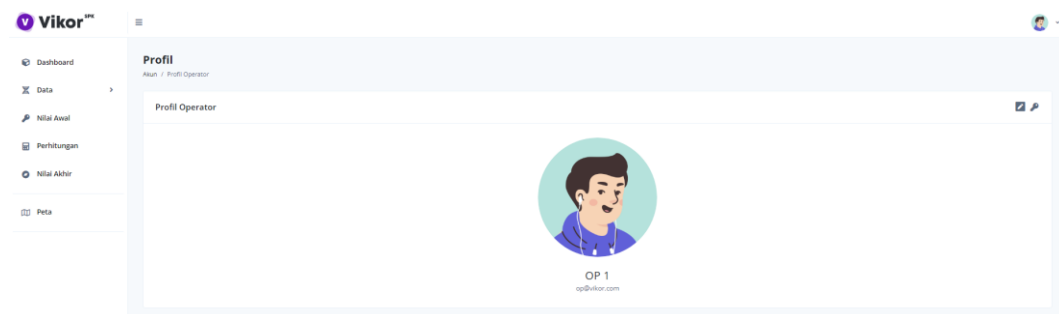 V Vikor SPK
Dashboard
Data
Nilai Awal
Perhitungan
Nilai Akhir
Peta
Profil
Akun / Profil Operator
Profil Operator
OP 1
op@vikor.com